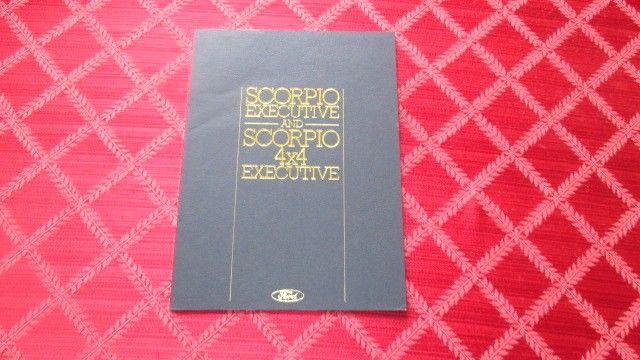 SCORPIO
EXECUTIVE
AND
SCORPIO
4x4
EXECUTIVE
Ford